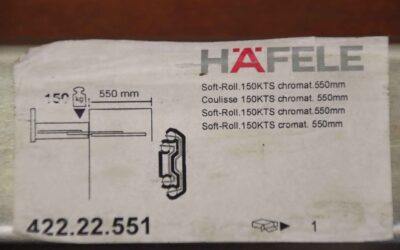 HÄFELE
150 kg 550 mm
Soft-Roll.150KTS chromat.550mm
Coulisse 150KTS chromat. 550mm
Soft-Roll.150KTS chromat. 550mm
Soft-Roll.150KTS cromat. 550mm
422.22.551
1